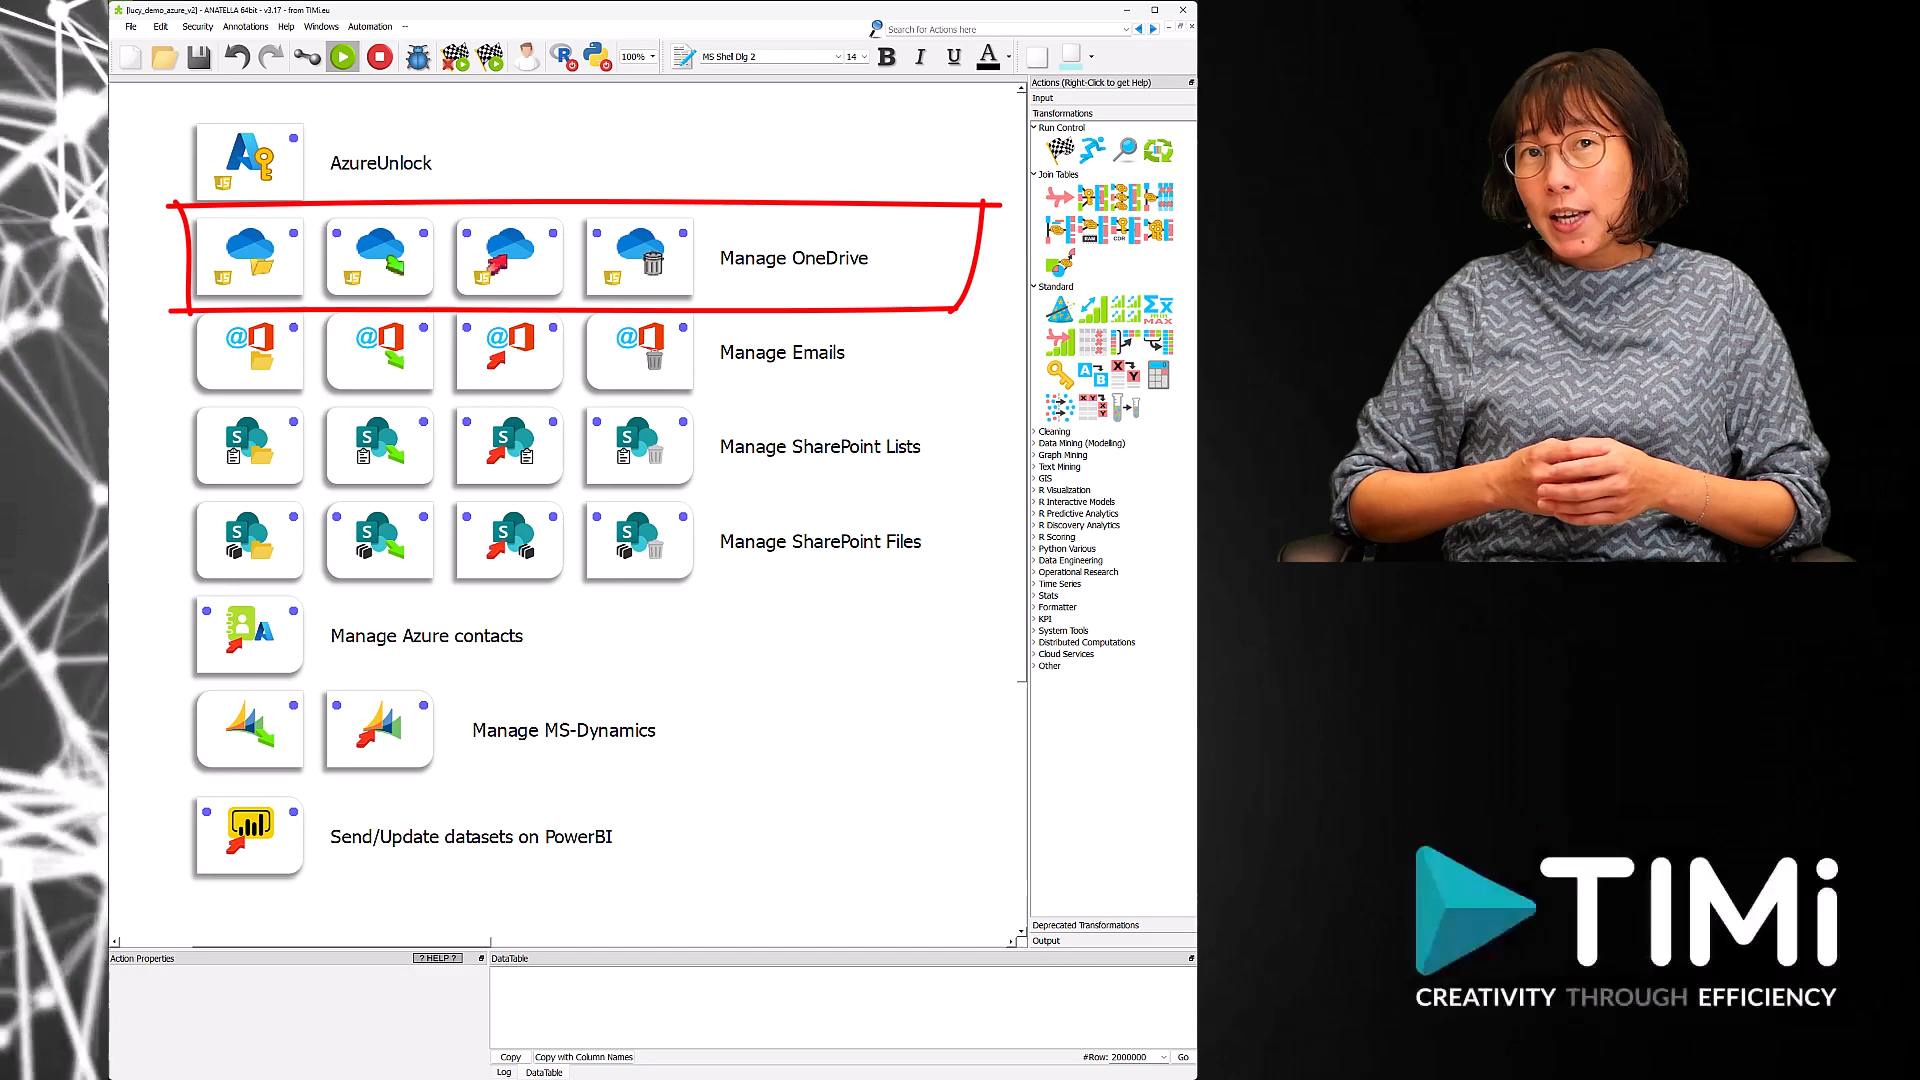 [lucy_demo_azure_v2] - ANATELLA 64bit - v3.17 - from TIMi.eu
File Edit Security Annotations Help Windows Automation
Search for Actions here
100% MS Shell Dlg 2 14 B I U A
Actions (Right-Click to get Help)
Input
Transformations
Run Control
Join Tables
Standard
Cleaning
Data Mining (Modeling)
Graph Mining
Text Mining
GIS
R Visualization
R Interactive Models
R Predictive Analytics
R Discovery Analytics
R Scoring
Python Various
Data Engineering
Operational Research
Time Series
Stats
Formatter
KPI
System Tools
Distributed Computations
Cloud Services
Other
Deprecated Transformations
Output
AzureUnlock
Manage OneDrive
Manage Emails
Manage SharePoint Lists
Manage SharePoint Files
Manage Azure contacts
Manage MS-Dynamics
Send/Update datasets on PowerBI
Action Properties ? HELP ? DataTable
Copy Copy with Column Names #Row: 2000000 Go
Log DataTable
TIMi
CREATIVITY THROUGH EFFICIENCY